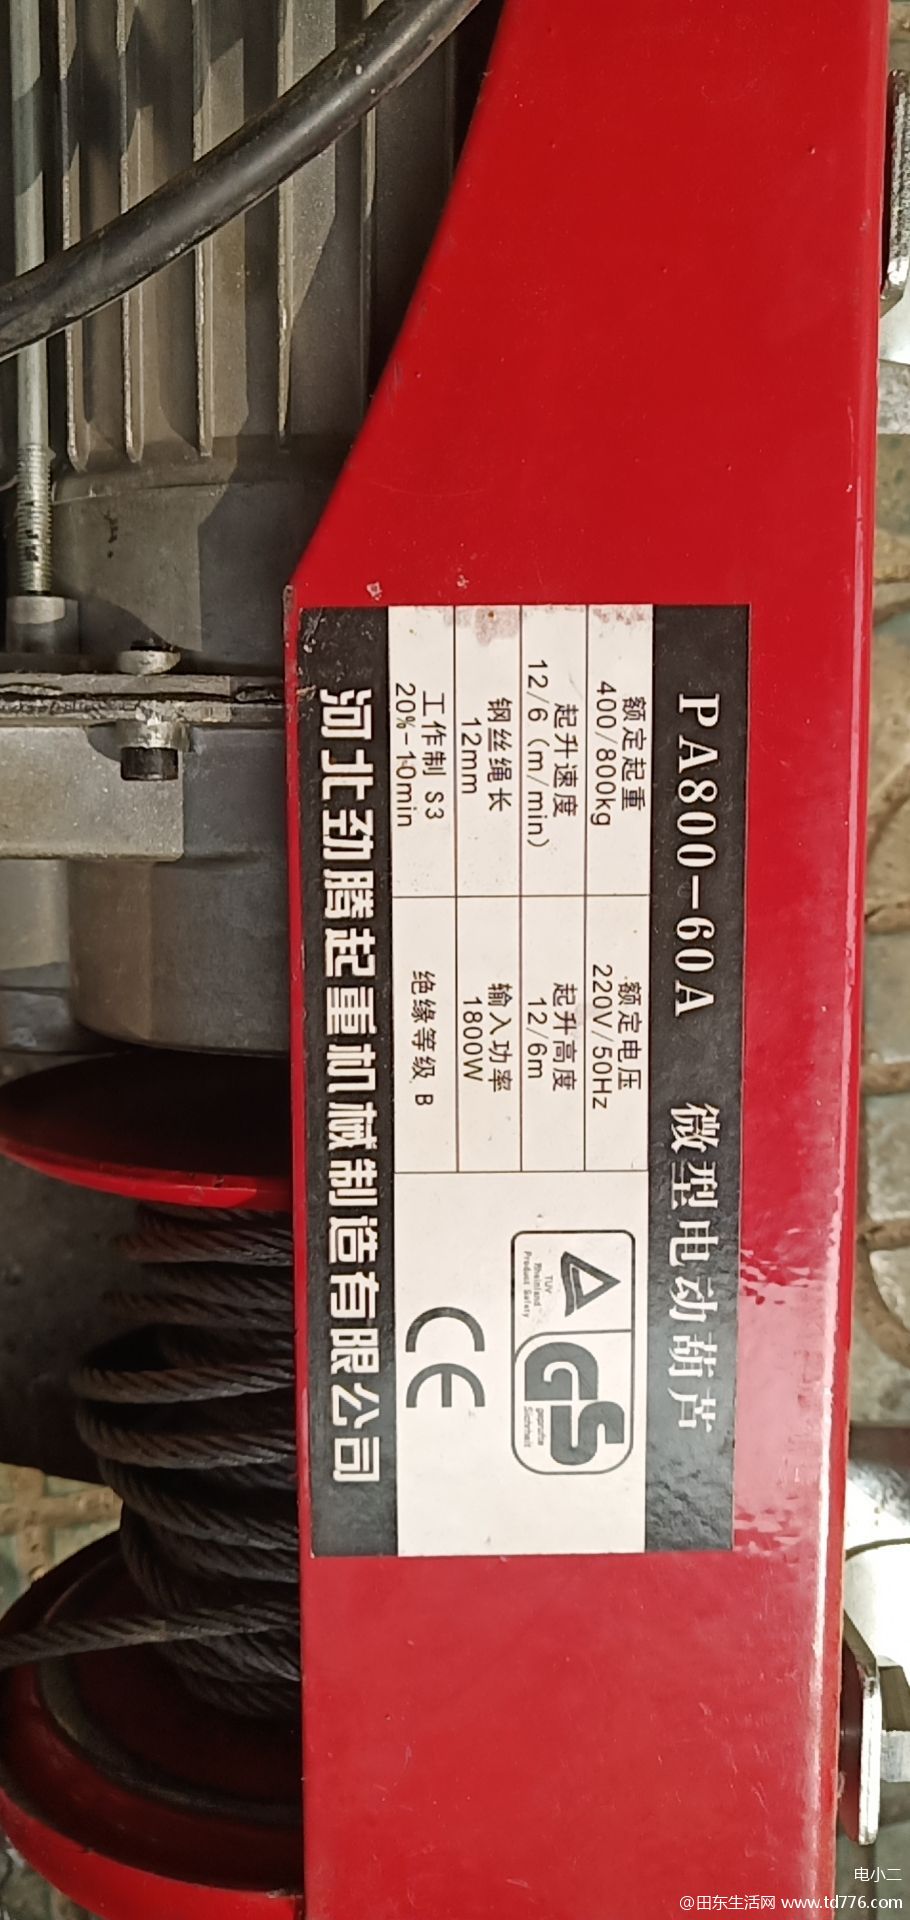 PA800-60A 微型电动葫芦
额定起重
400/800kg
额定电压
220V/50Hz
起升速度
12/6(m/min)
起升高度
12/6m
钢丝绳长
12mm
输入功率
1800W
工作制 S3
20%-10min
绝缘等级 B
TUV
Rheinland
Product Safety
GS
geprüfte
Sicherheit
CE
河北劲腾起重机械制造有限公司
电小二
@田东生活网 www.td776.com